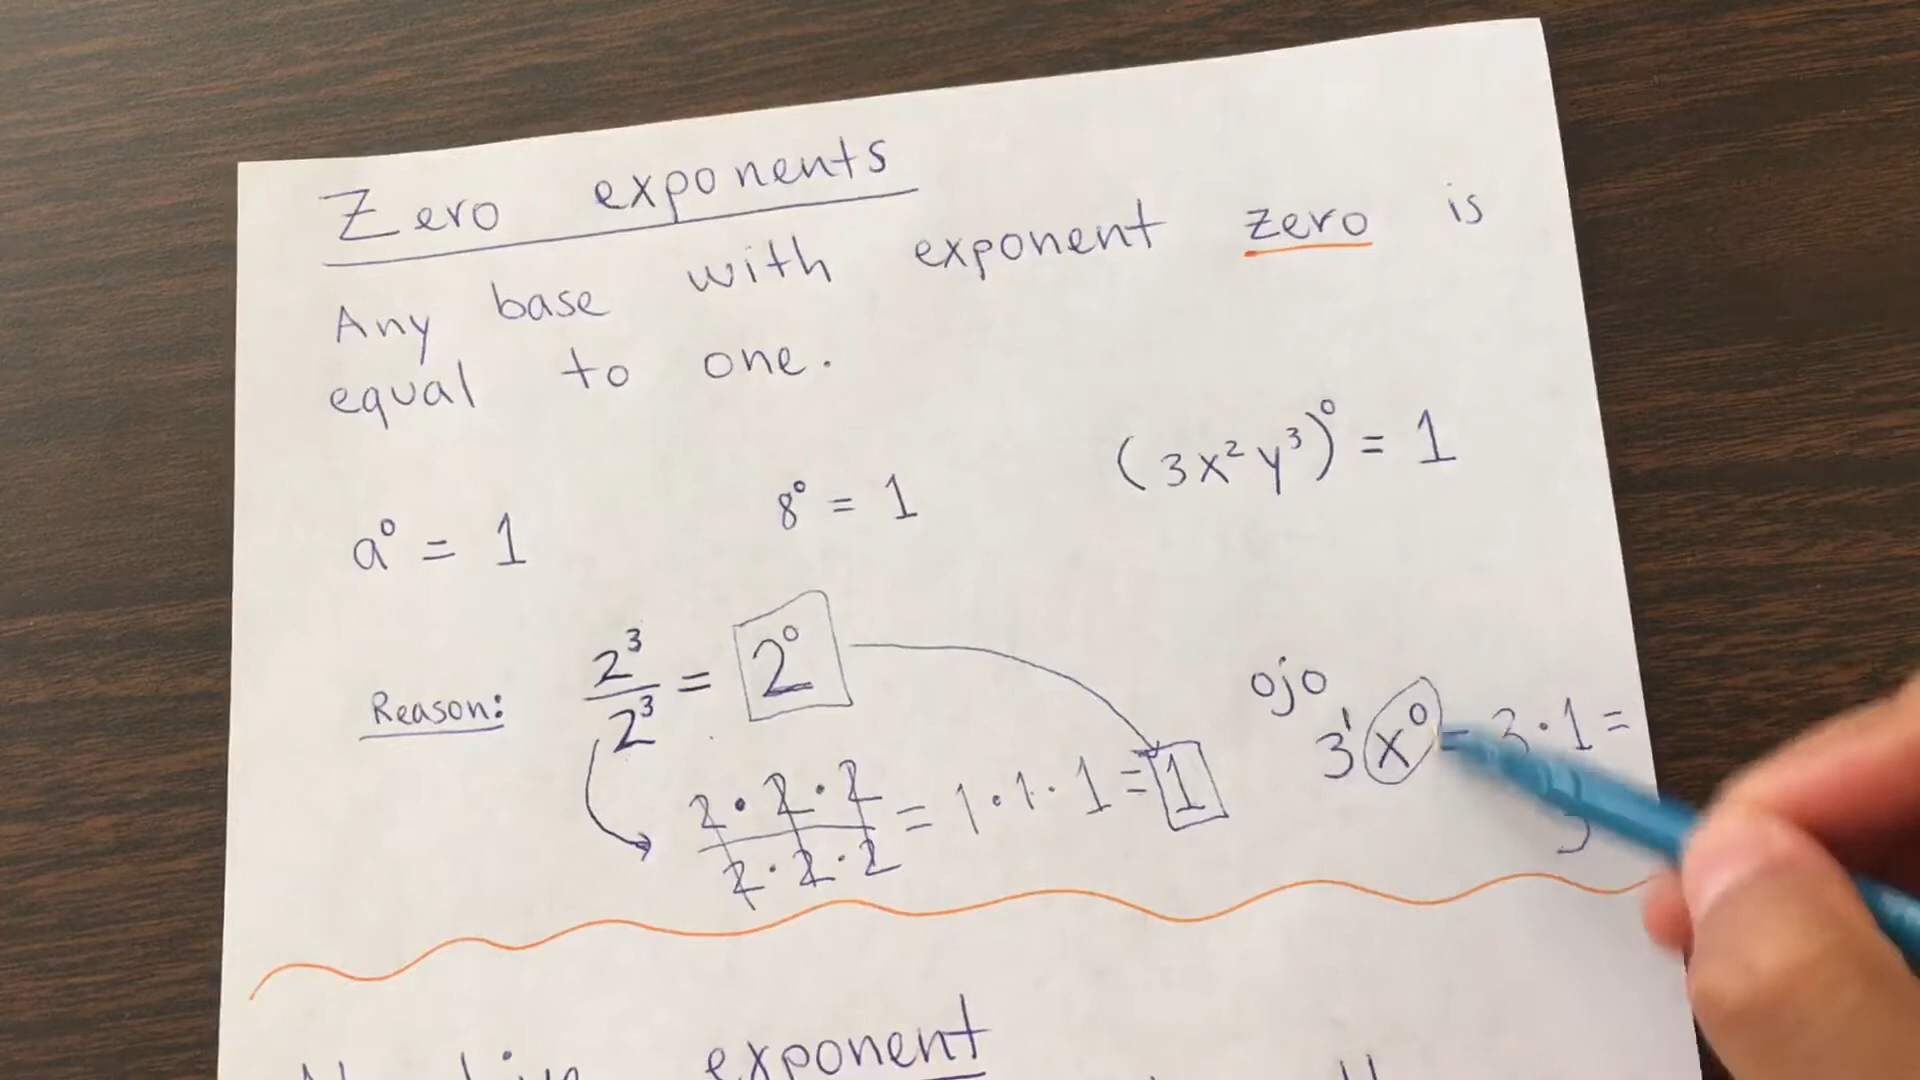 Zero exponents
Any base with exponent zero is
equal to one.
a⁰ = 1
8⁰ = 1
(3x²y³)⁰ = 1
Reason: 2³/2³ = 2⁰
2·2·2/2·2·2 = 1·1·1 = 1
ojo
3¹x⁰ = 3·1 =
exponent